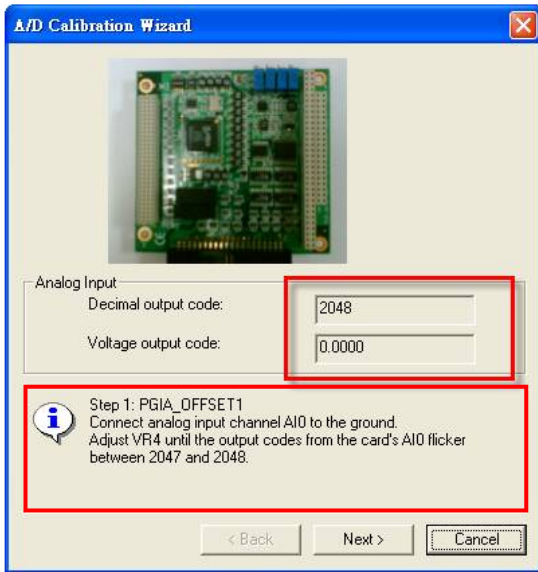 A/D Calibration Wizard
Analog Input
Decimal output code: 2048
Voltage output code: 0.0000
Step 1: PGIA_OFFSET1
Connect analog input channel AI0 to the ground.
Adjust VR4 until the output codes from the card's AI0 flicker
between 2047 and 2048.
< Back Next > Cancel